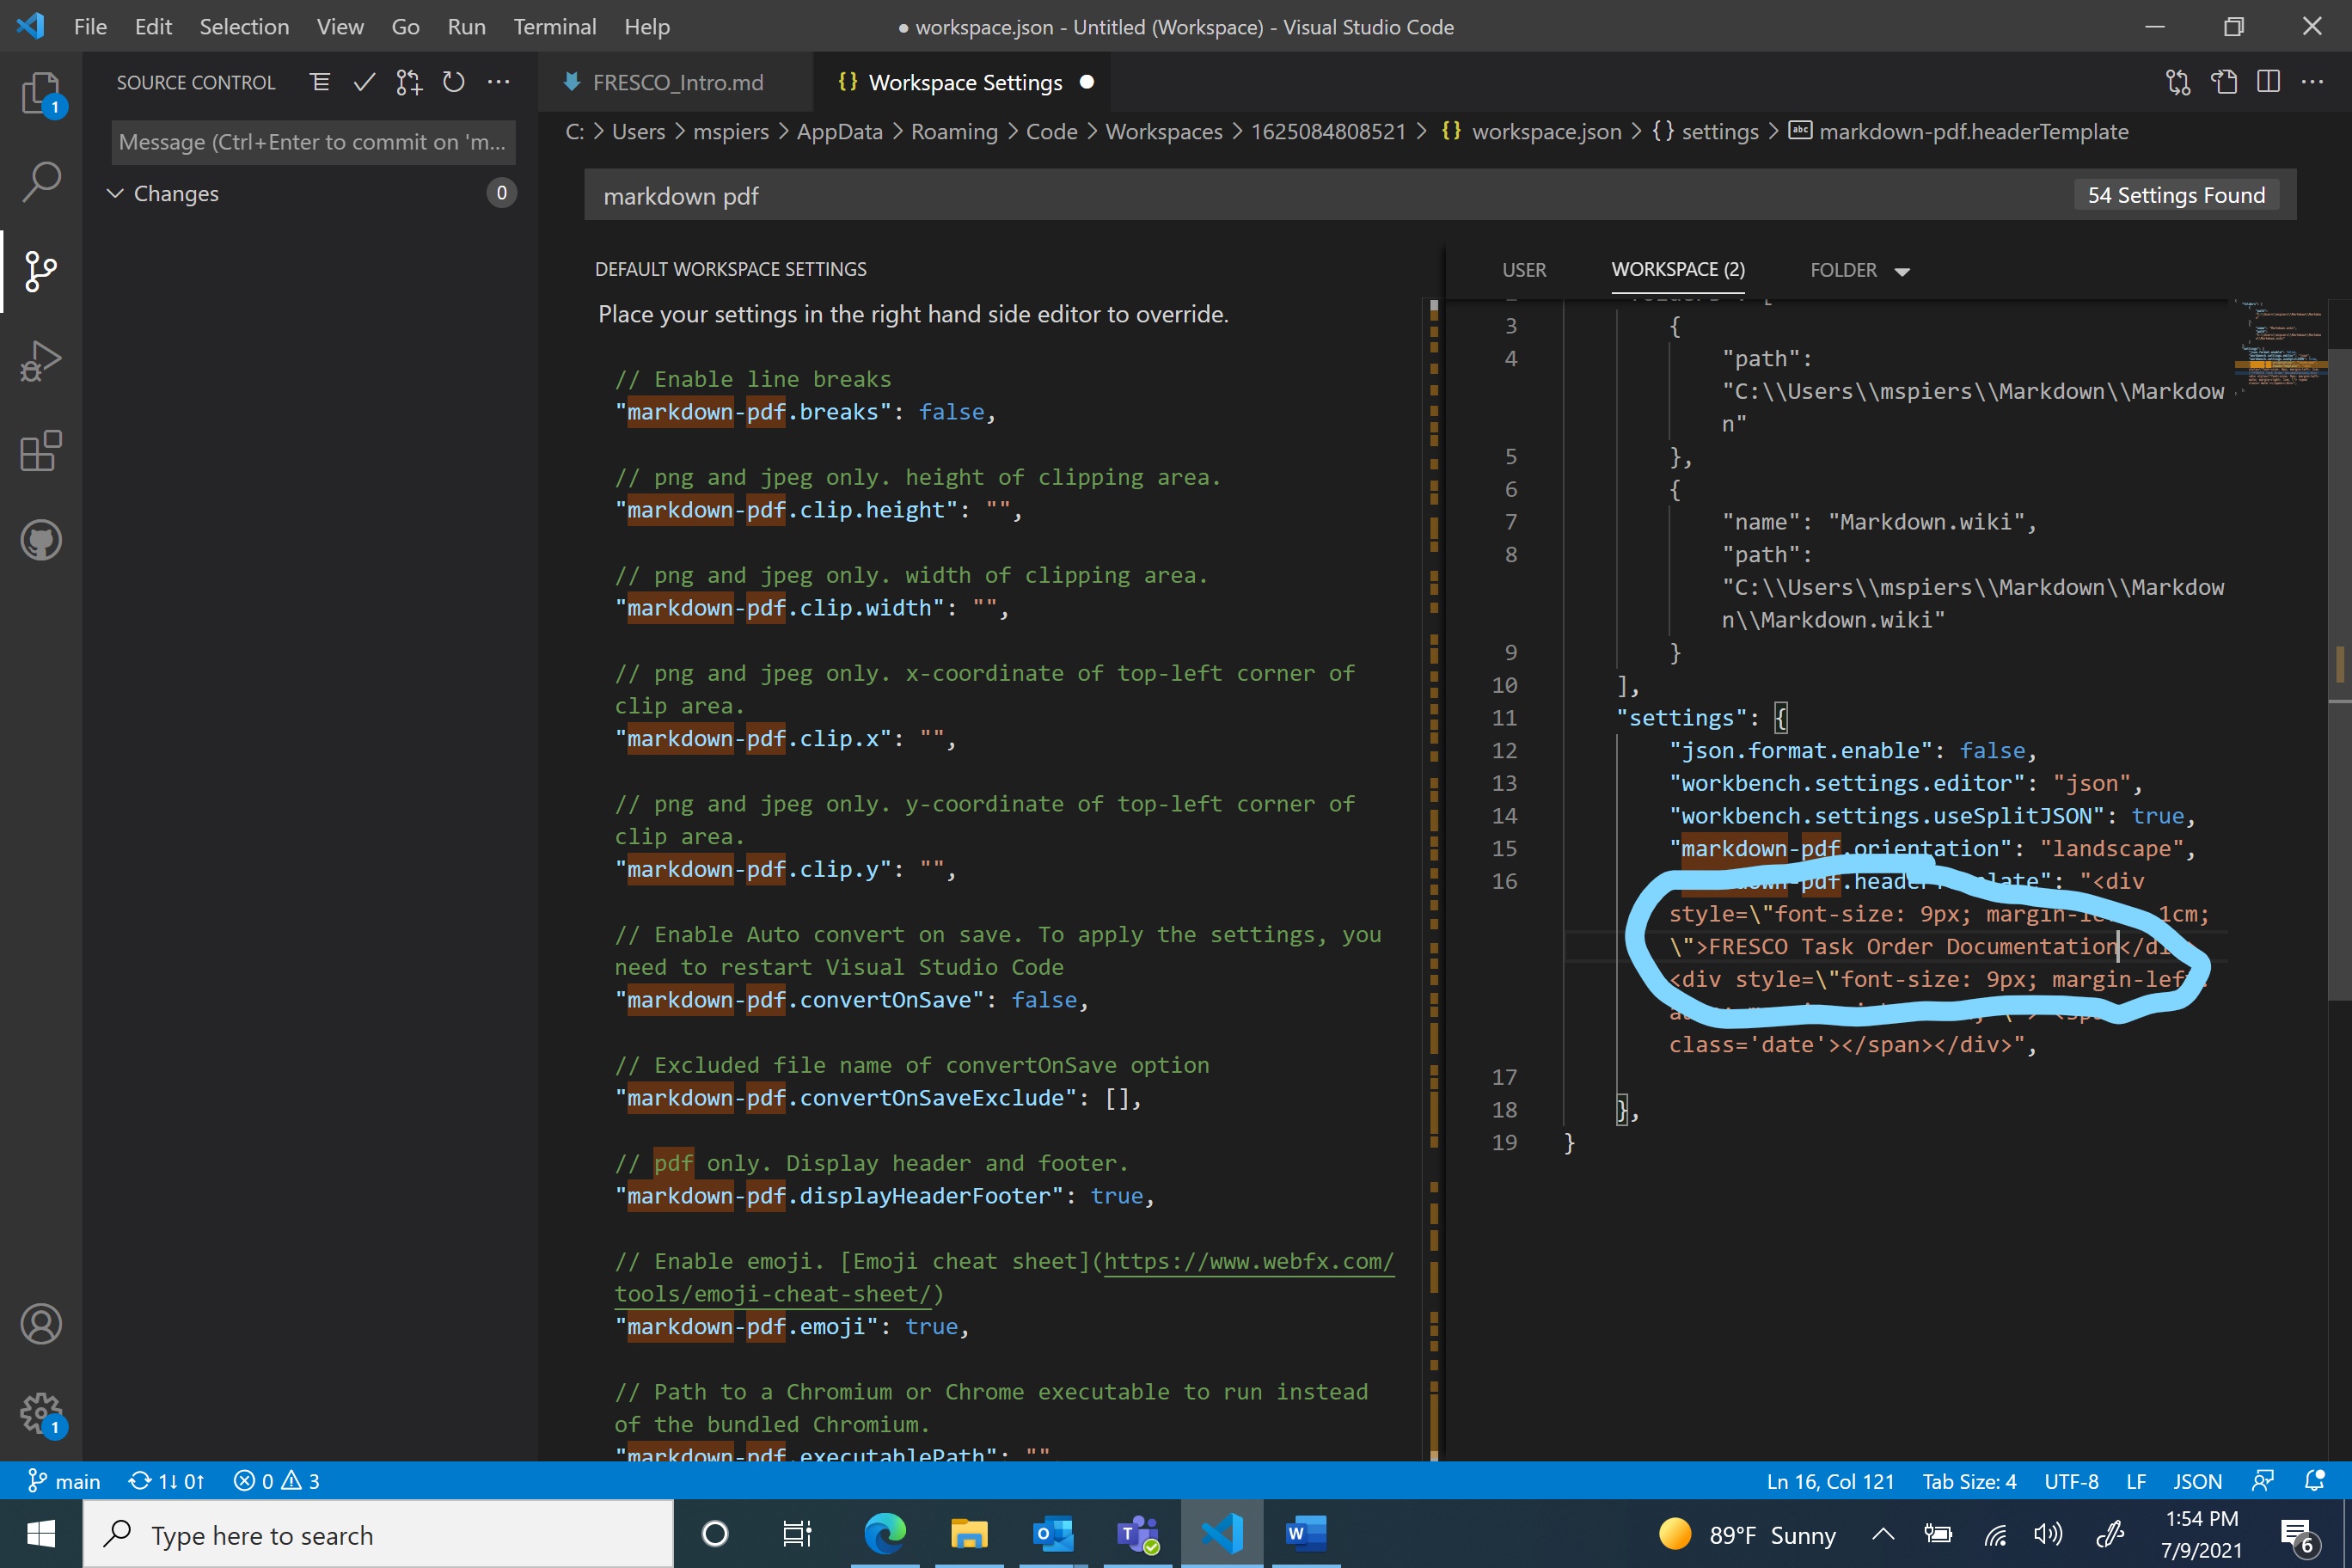 File Edit Selection View Go Run Terminal Help
● workspace.json - Untitled (Workspace) - Visual Studio Code
SOURCE CONTROL
FRESCO_Intro.md
{} Workspace Settings ●
1
Message (Ctrl+Enter to commit on 'm...
Changes
0
C: > Users > mspiers > AppData > Roaming > Code > Workspaces > 1625084808521 > {} workspace.json > {} settings > abc markdown-pdf.headerTemplate
markdown pdf
54 Settings Found
DEFAULT WORKSPACE SETTINGS
Place your settings in the right hand side editor to override.
// Enable line breaks
"markdown-pdf.breaks": false,
// png and jpeg only. height of clipping area.
"markdown-pdf.clip.height": "",
// png and jpeg only. width of clipping area.
"markdown-pdf.clip.width": "",
// png and jpeg only. x-coordinate of top-left corner of
clip area.
"markdown-pdf.clip.x": "",
// png and jpeg only. y-coordinate of top-left corner of
clip area.
"markdown-pdf.clip.y": "",
// Enable Auto convert on save. To apply the settings, you
need to restart Visual Studio Code
"markdown-pdf.convertOnSave": false,
// Excluded file name of convertOnSave option
"markdown-pdf.convertOnSaveExclude": [],
// pdf only. Display header and footer.
"markdown-pdf.displayHeaderFooter": true,
// Enable emoji. [Emoji cheat sheet](https://www.webfx.com/
tools/emoji-cheat-sheet/)
"markdown-pdf.emoji": true,
// Path to a Chromium or Chrome executable to run instead
of the bundled Chromium.
"markdown-pdf.executablePath": ""
USER WORKSPACE (2) FOLDER
3 {
4 "path":
"C:\\Users\\mspiers\\Markdown\\Markdow
n"
5 },
6 {
7 "name": "Markdown.wiki",
8 "path":
"C:\\Users\\mspiers\\Markdown\\Markdow
n\\Markdown.wiki"
9 }
10 ],
11 "settings": {
12 "json.format.enable": false,
13 "workbench.settings.editor": "json",
14 "workbench.settings.useSplitJSON": true,
15 "markdown-pdf.orientation": "landscape",
16 -pdf.header "<div
style=\"font-size: 9px; 1cm;
\">FRESCO Task Order Documentation</di
<div style=\"font-size: 9px; margin-left
class='date'></span></div>",
17
18 },
19 }
1
main 1↓ 0↑ 0 3
Ln 16, Col 121 Tab Size: 4 UTF-8 LF JSON
Type here to search
89°F Sunny
1:54 PM
7/9/2021
6